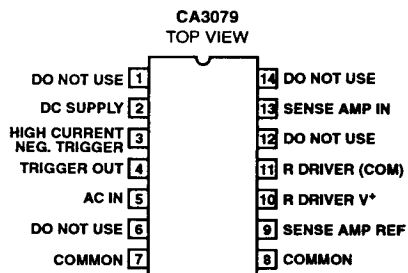 CA3079
TOP VIEW
DO NOT USE 1
14 DO NOT USE
DC SUPPLY 2
13 SENSE AMP IN
HIGH CURRENT
NEG. TRIGGER 3
12 DO NOT USE
TRIGGER OUT 4
11 R DRIVER (COM)
AC IN 5
10 R DRIVER V+
DO NOT USE 6
9 SENSE AMP REF
COMMON 7
8 COMMON